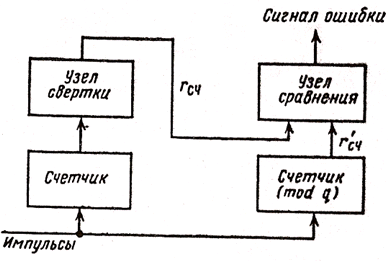 Сигнал ошибки
Узел
свертки
rсч
Узел
сравнения
r'сч
Счетчик
Счетчик
(mod q)
Импульсы